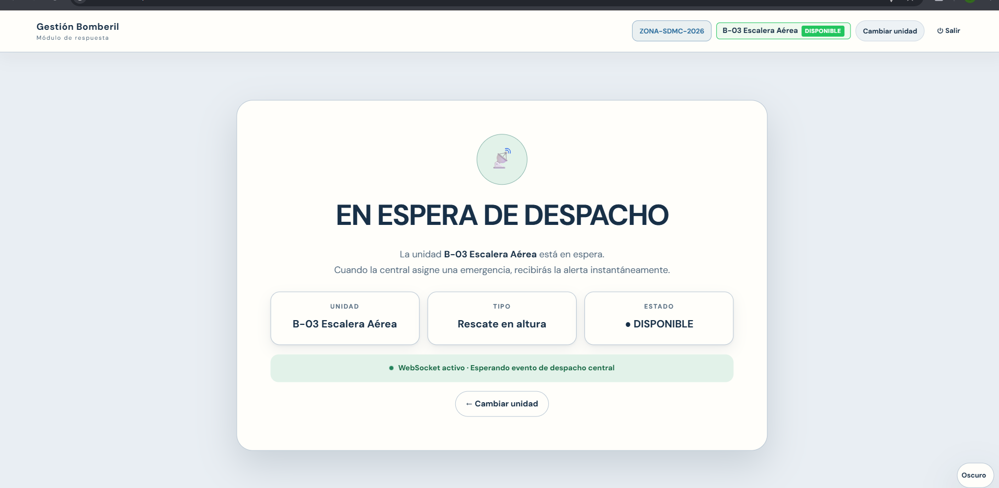 Gestión Bomberil
Módulo de respuesta
ZONA-SDMC-2026
B-03 Escalera Aérea DISPONIBLE
Cambiar unidad
Salir
EN ESPERA DE DESPACHO
La unidad B-03 Escalera Aérea está en espera.
Cuando la central asigne una emergencia, recibirás la alerta instantáneamente.
UNIDAD
B-03 Escalera Aérea
TIPO
Rescate en altura
ESTADO
● DISPONIBLE
WebSocket activo · Esperando evento de despacho central
← Cambiar unidad
Oscuro